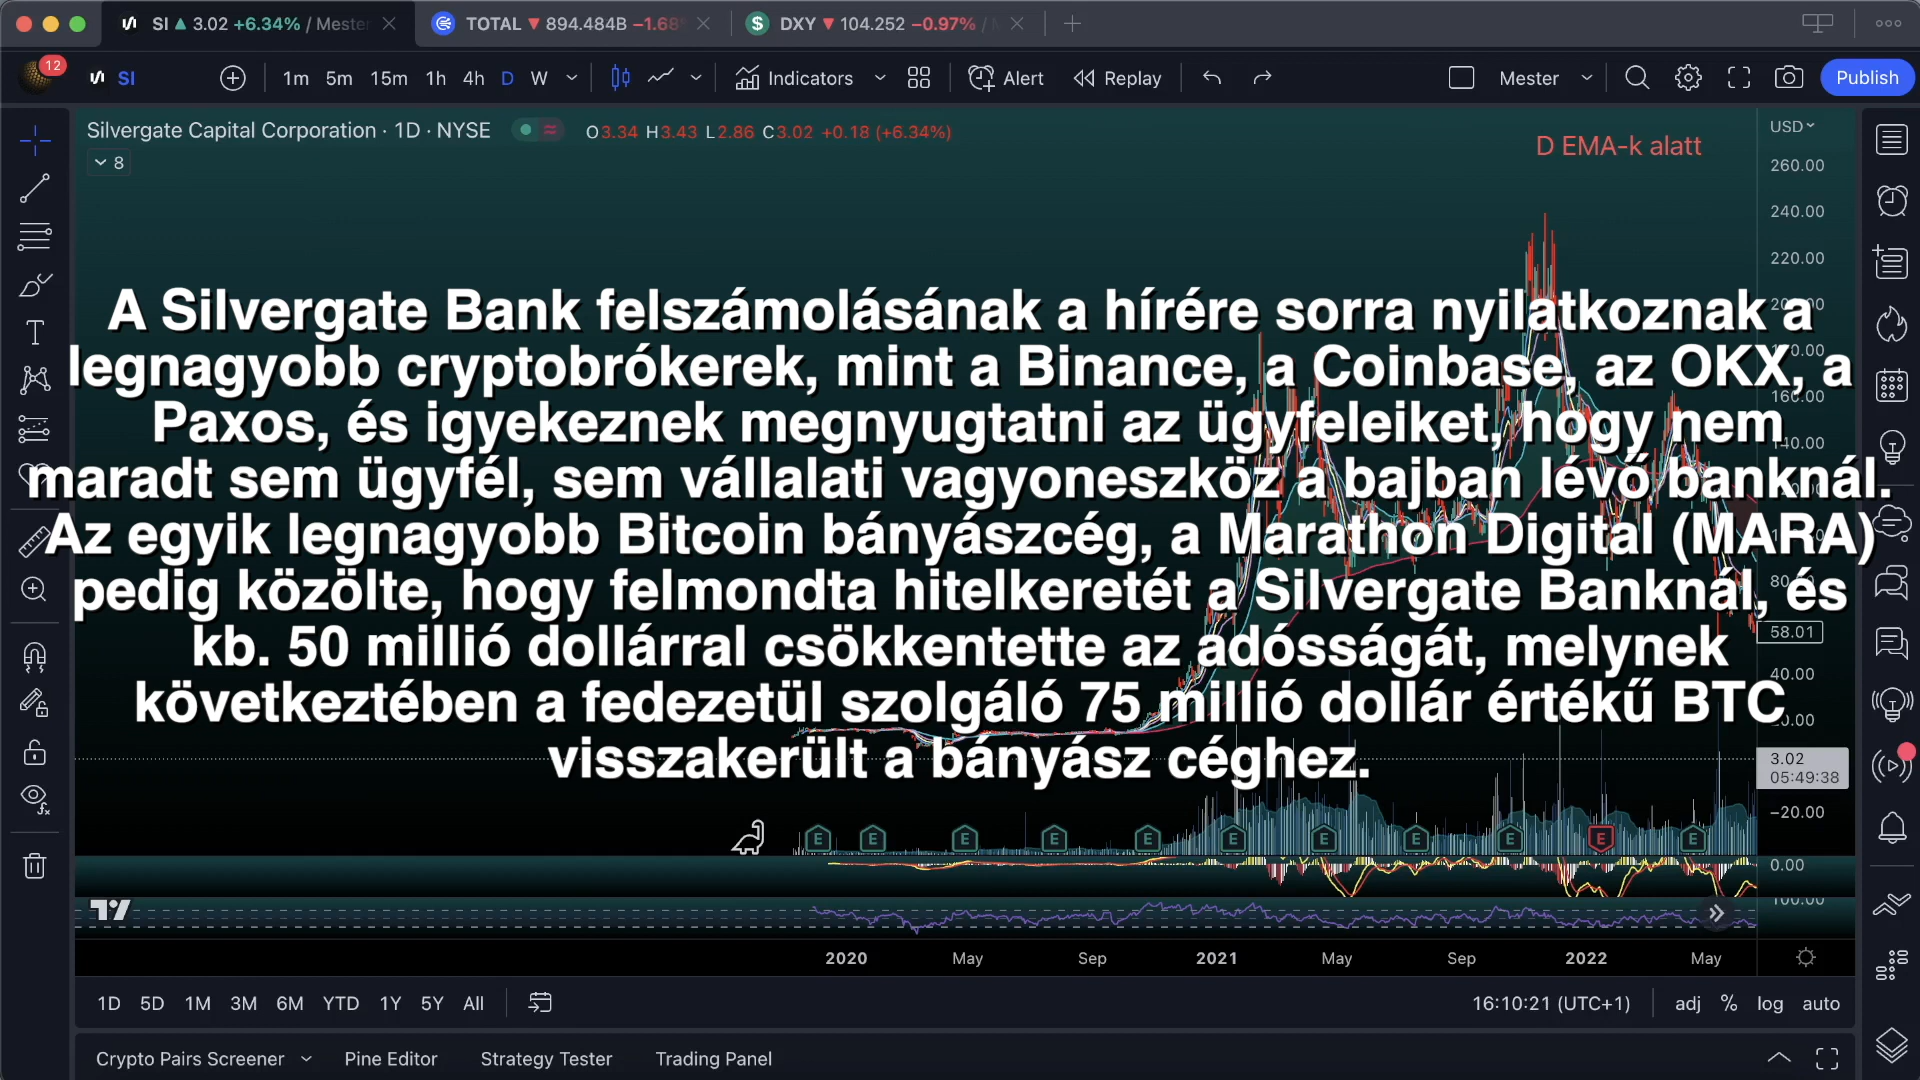 SI ▲ 3.02 +6.34% / Mester
TOTAL ▼ 894.484B −1.68%
DXY ▼ 104.252 −0.97% /
12
SI
1m 5m 15m 1h 4h D W
Indicators
Alert
Replay
Mester
Publish
Silvergate Capital Corporation · 1D · NYSE
O3.34 H3.43 L2.86 C3.02 +0.18 (+6.34%)
8
D EMA-k alatt
USD
260.00
240.00
220.00
A Silvergate Bank felszámolásának a hírére sorra nyilatkoznak a
legnagyobb cryptobrókerek, mint a Binance, a Coinbase, az OKX, a
Paxos, és igyekeznek megnyugtatni az ügyfeleiket, hogy nem
maradt sem ügyfél, sem vállalati vagyoneszköz a bajban lévő banknál.
Az egyik legnagyobb Bitcoin bányászcég, a Marathon Digital (MARA)
pedig közölte, hogy felmondta hitelkeretét a Silvergate Banknál, és
kb. 50 millió dollárral csökkentette az adósságát, melynek
következtében a fedezetül szolgáló 75 millió dollár értékű BTC
visszakerült a bányász céghez.
160.00
58.01
40.00
3.02
05:49:38
−20.00
E E E E E E E E E E E
0.00
100.00
2020 May Sep 2021 May Sep 2022 May
1D 5D 1M 3M 6M YTD 1Y 5Y All
16:10:21 (UTC+1)
adj % log auto
Crypto Pairs Screener
Pine Editor
Strategy Tester
Trading Panel